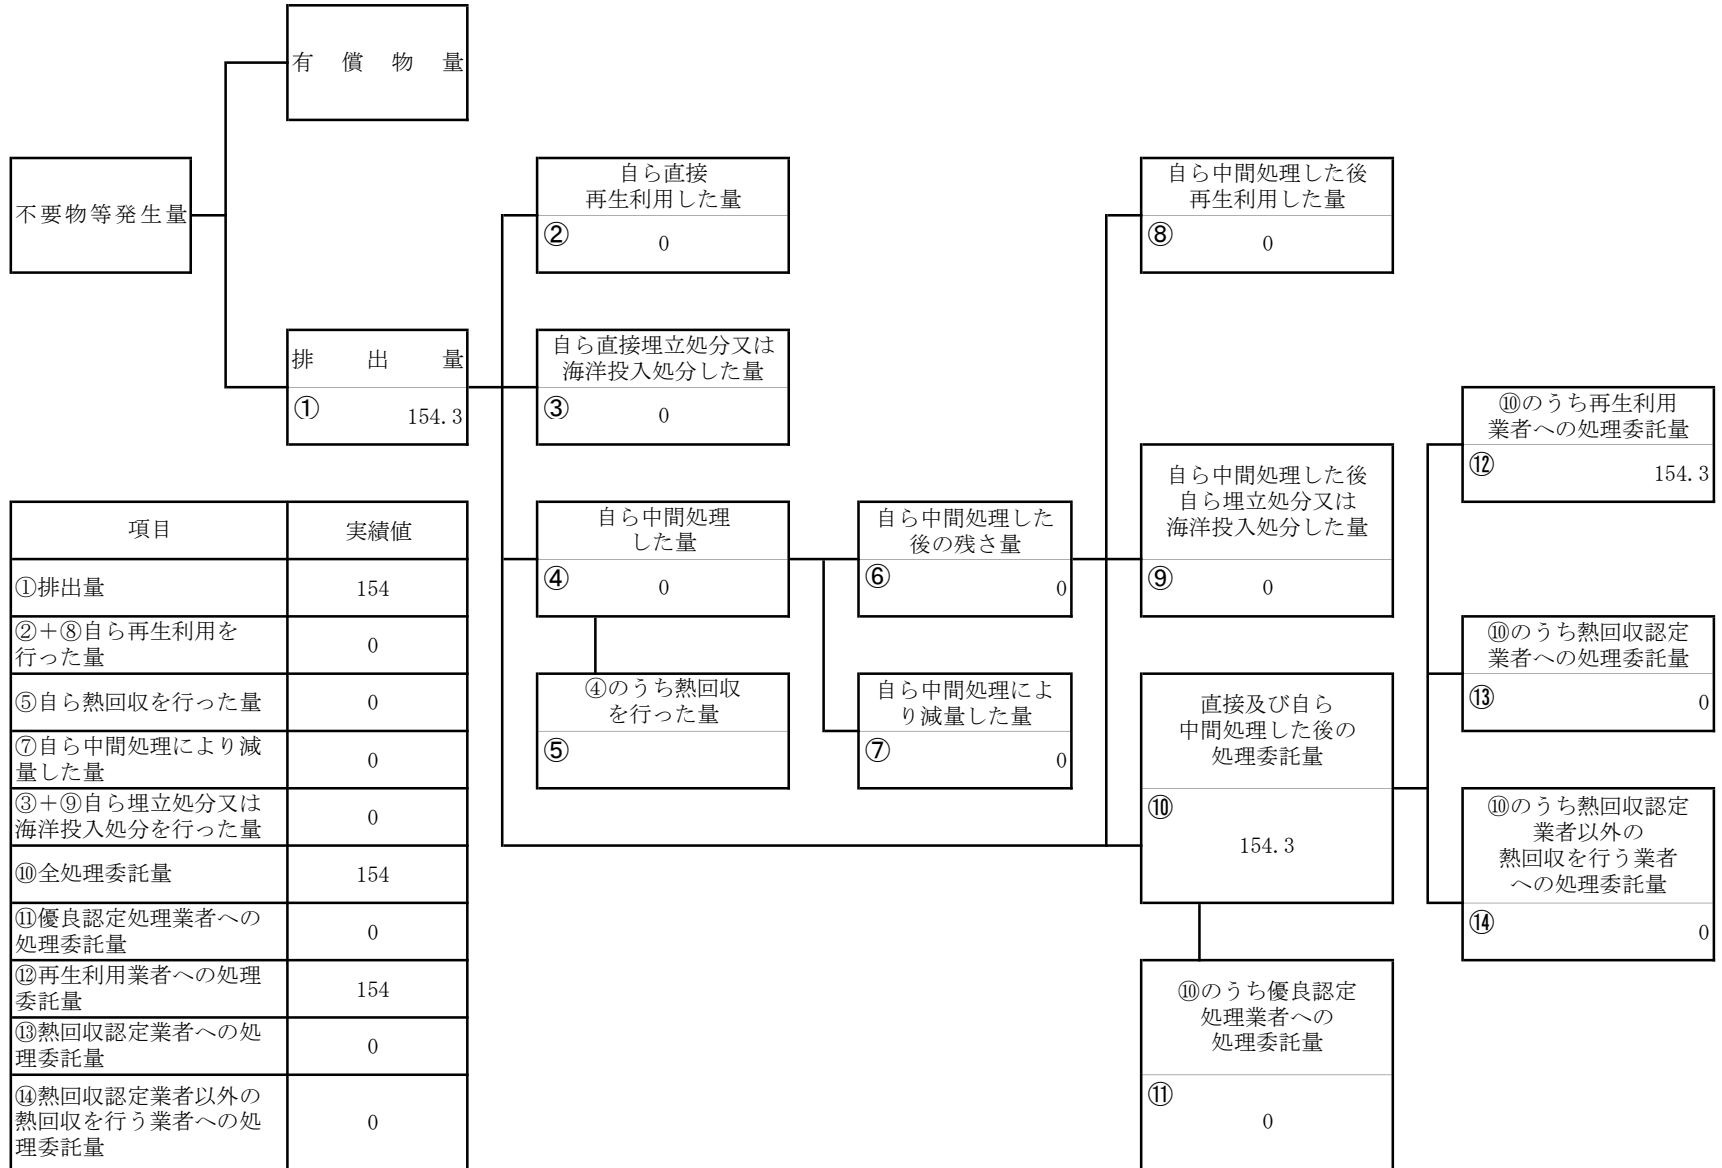 有償物量
不要物等発生量
排出量
①
154.3
自ら直接
再生利用した量
②
0
自ら直接埋立処分又は
海洋投入処分した量
③
0
自ら中間処理
した量
④
0
④のうち熱回収
を行った量
⑤
自ら中間処理した
後の残さ量
⑥
0
自ら中間処理によ
り減量した量
⑦
0
自ら中間処理した後
再生利用した量
⑧
0
自ら中間処理した後
自ら埋立処分又は
海洋投入処分した量
⑨
0
直接及び自ら
中間処理した後の
処理委託量
⑩
154.3
⑩のうち優良認定
処理業者への
処理委託量
⑪
0
⑩のうち再生利用
業者への処理委託量
⑫
154.3
⑩のうち熱回収認定
業者への処理委託量
⑬
0
⑩のうち熱回収認定
業者以外の
熱回収を行う業者
への処理委託量
⑭
0
項目 実績値
①排出量 154
②＋⑧自ら再生利用を
行った量 0
⑤自ら熱回収を行った量 0
⑦自ら中間処理により減
量した量 0
③＋⑨自ら埋立処分又は
海洋投入処分を行った量 0
⑩全処理委託量 154
⑪優良認定処理業者への
処理委託量 0
⑫再生利用業者への処理
委託量 154
⑬熱回収認定業者への処
理委託量 0
⑭熱回収認定業者以外の
熱回収を行う業者への処
理委託量 0